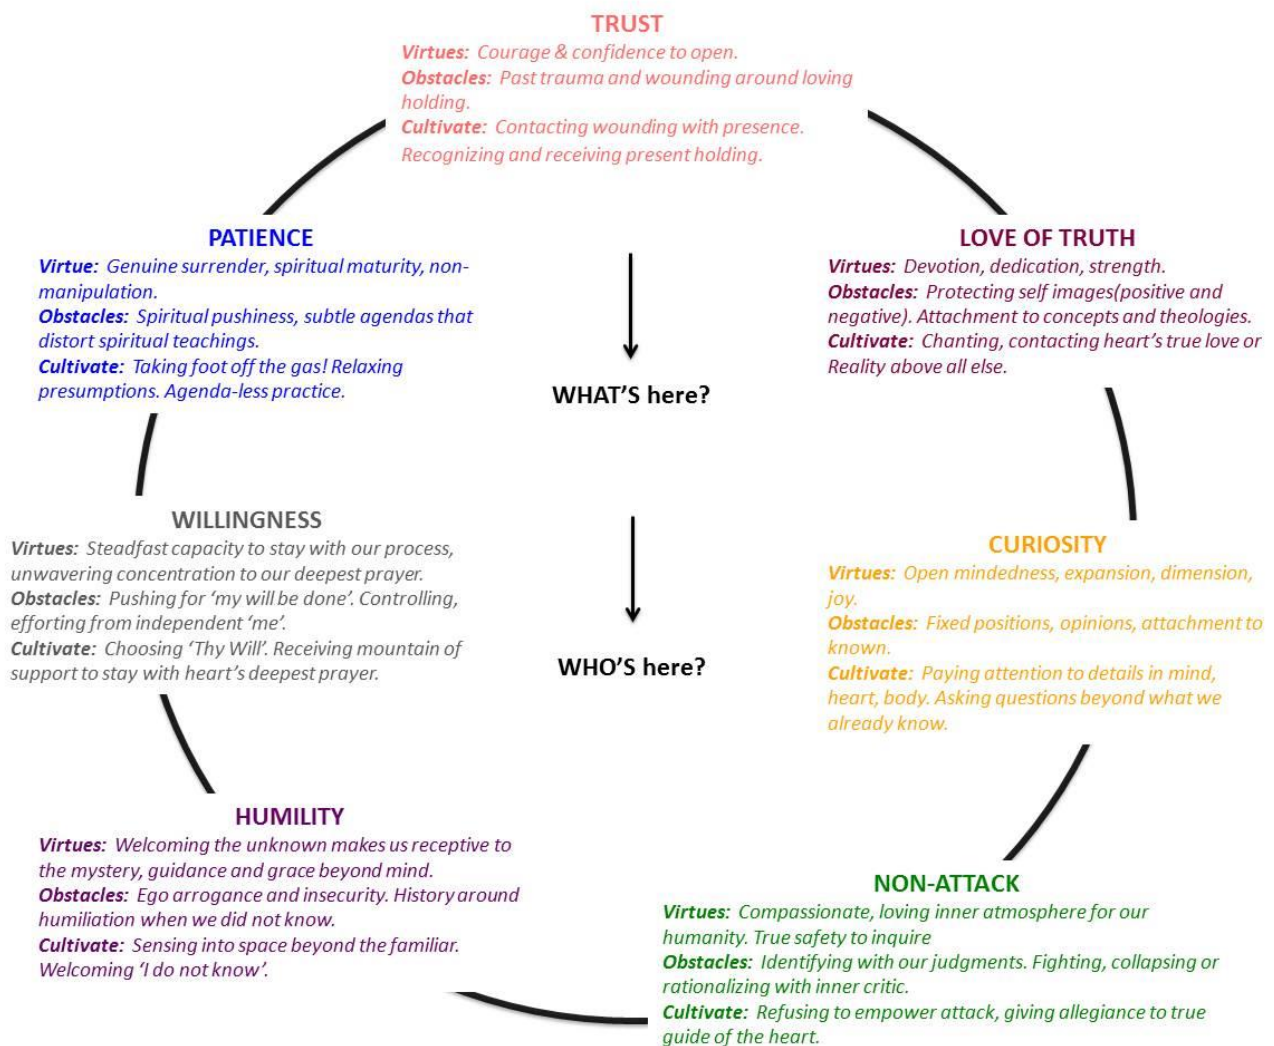 TRUST
Virtues: Courage & confidence to open.
Obstacles: Past trauma and wounding around loving
holding.
Cultivate: Contacting wounding with presence.
Recognizing and receiving present holding.
PATIENCE
Virtue: Genuine surrender, spiritual maturity, non-
manipulation.
Obstacles: Spiritual pushiness, subtle agendas that
distort spiritual teachings.
Cultivate: Taking foot off the gas! Relaxing
presumptions. Agenda-less practice.
LOVE OF TRUTH
Virtues: Devotion, dedication, strength.
Obstacles: Protecting self images(positive and
negative). Attachment to concepts and theologies.
Cultivate: Chanting, contacting heart’s true love or
Reality above all else.
WHAT’S here?
WILLINGNESS
Virtues: Steadfast capacity to stay with our process,
unwavering concentration to our deepest prayer.
Obstacles: Pushing for ‘my will be done’. Controlling,
efforting from independent ‘me’.
Cultivate: Choosing ‘Thy Will’. Receiving mountain of
support to stay with heart’s deepest prayer.
CURIOSITY
Virtues: Open mindedness, expansion, dimension,
joy.
Obstacles: Fixed positions, opinions, attachment to
known.
Cultivate: Paying attention to details in mind,
heart, body. Asking questions beyond what we
already know.
WHO’S here?
HUMILITY
Virtues: Welcoming the unknown makes us receptive to
the mystery, guidance and grace beyond mind.
Obstacles: Ego arrogance and insecurity. History around
humiliation when we did not know.
Cultivate: Sensing into space beyond the familiar.
Welcoming ‘I do not know’.
NON-ATTACK
Virtues: Compassionate, loving inner atmosphere for our
humanity. True safety to inquire
Obstacles: Identifying with our judgments. Fighting, collapsing or
rationalizing with inner critic.
Cultivate: Refusing to empower attack, giving allegiance to true
guide of the heart.